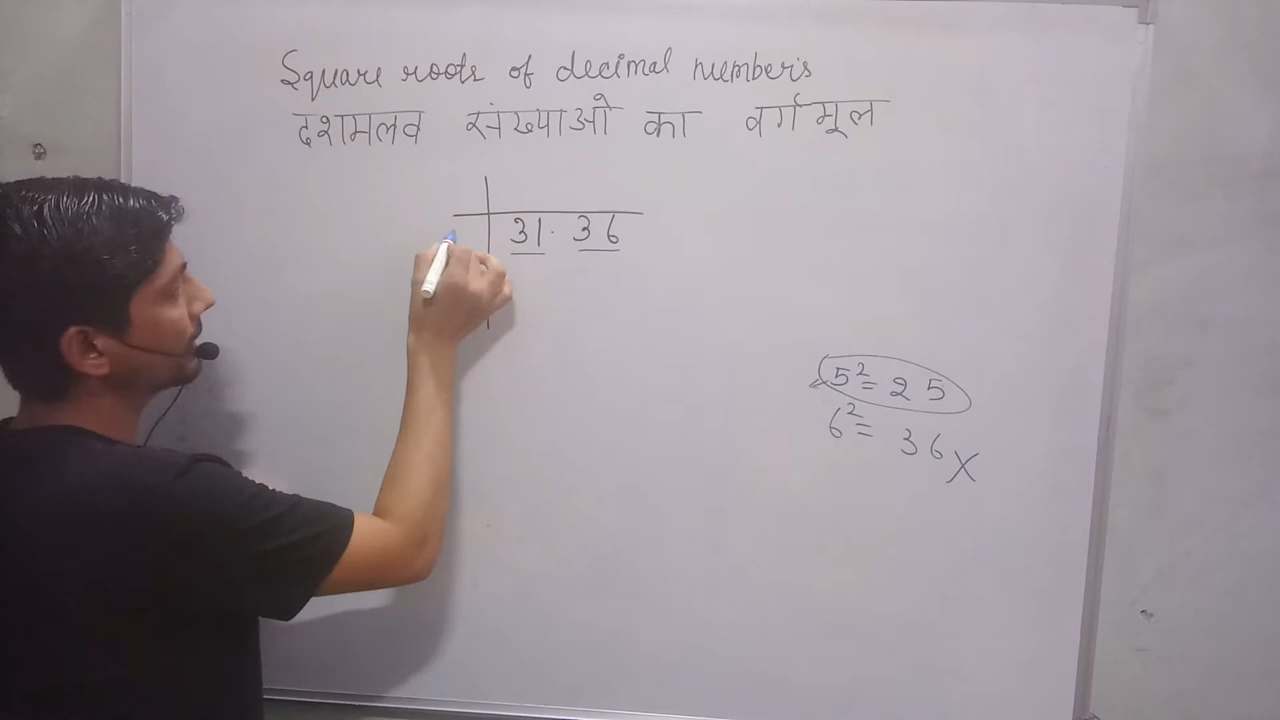 Square roots of decimal numbers
दशमलव संख्याओं का वर्गमूल
31.36
5²= 25
6²= 36 X